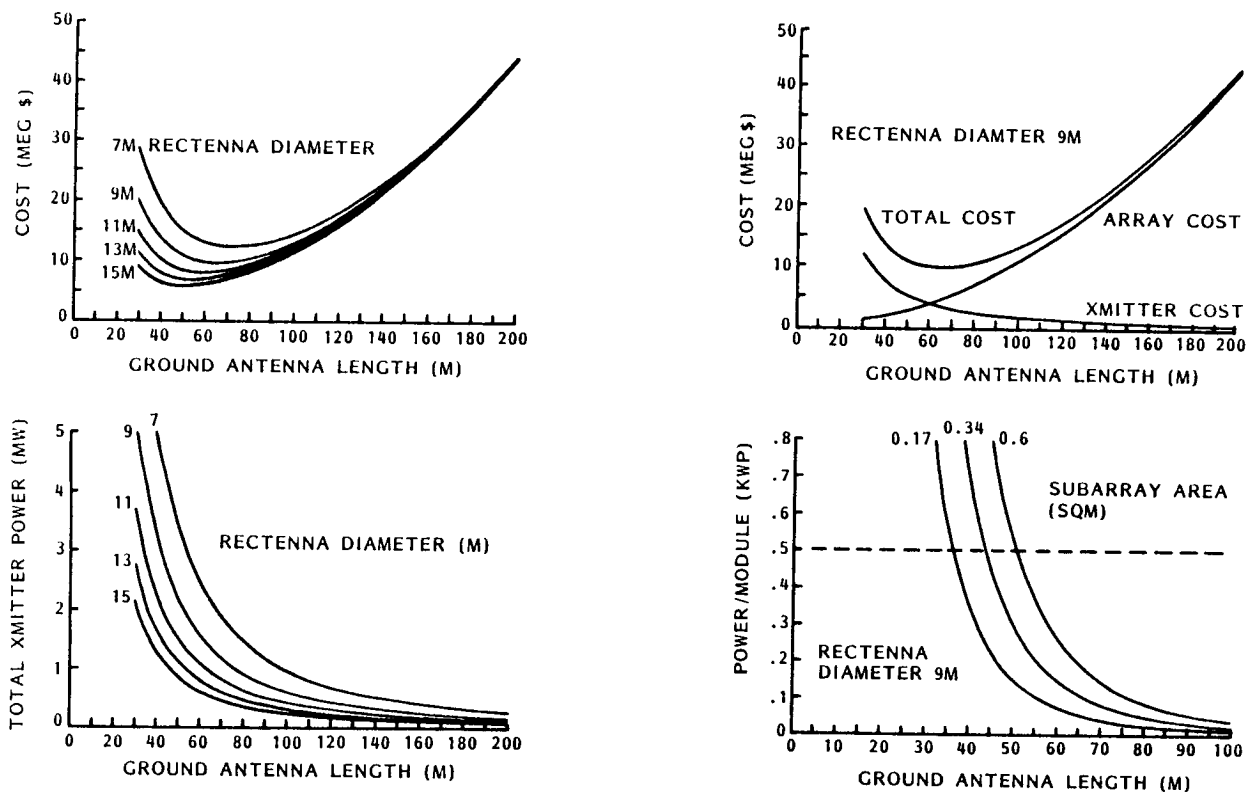 50
40
30
20
10
0
COST (MEG $)
7M RECTENNA DIAMETER
9M
11M
13M
15M
0 20 40 60 80 100 120 140 160 180 200
GROUND ANTENNA LENGTH (M)
50
40
30
20
10
0
COST (MEG $)
RECTENNA DIAMTER 9M
TOTAL COST
ARRAY COST
XMITTER COST
0 20 40 60 80 100 120 140 160 180 200
GROUND ANTENNA LENGTH (M)
5
4
3
2
1
0
TOTAL XMITTER POWER (MW)
7
9
11
13
15
RECTENNA DIAMETER (M)
0 20 40 60 80 100 120 140 160 180 200
GROUND ANTENNA LENGTH (M)
.8
.7
.6
.5
.4
.3
.2
.1
0
POWER/MODULE (KWP)
0.17 0.34 0.6
SUBARRAY AREA
(SQM)
RECTENNA
DIAMETER 9M
0 10 20 30 40 50 60 70 80 90 100
GROUND ANTENNA LENGTH (M)